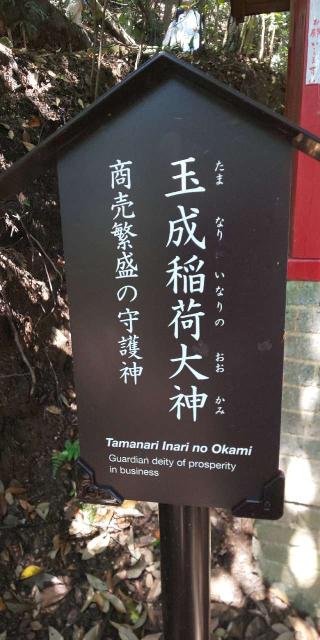 玉成稲荷大神
たま なり いなりの おお かみ
商売繁盛の守護神
Tamanari Inari no Okami
Guardian deity of prosperity
in business